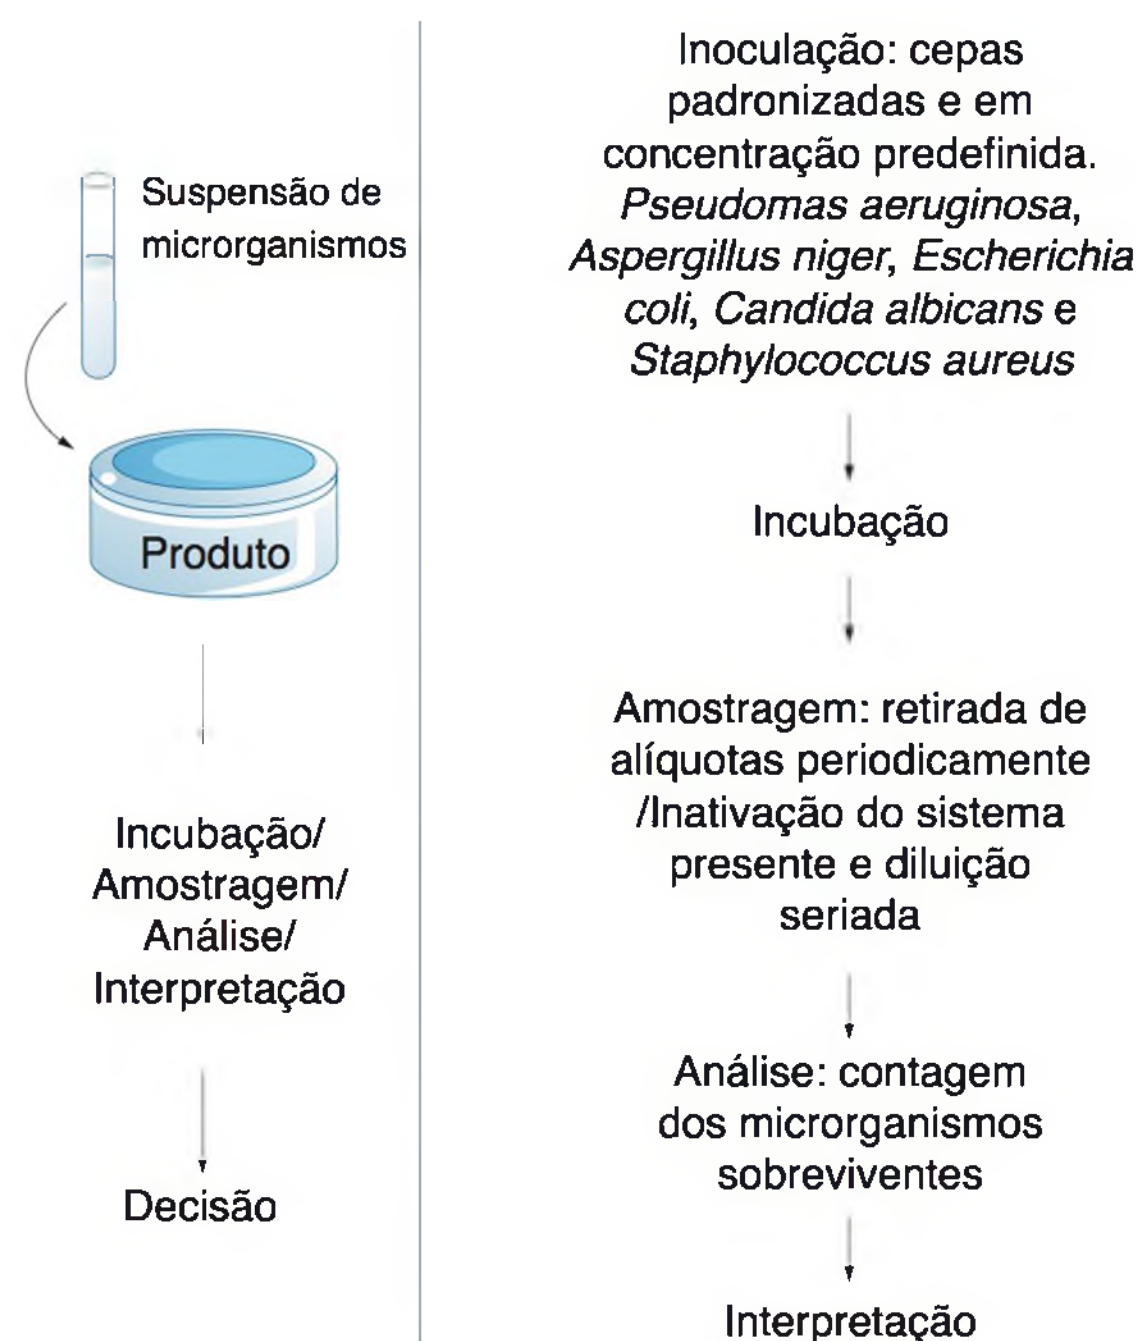 Suspensão de
microrganismos
Produto
Incubação/
Amostragem/
Análise/
Interpretação
Decisão
Inoculação: cepas
padronizadas e em
concentração predefinida.
Pseudomas aeruginosa,
Aspergillus niger, Escherichia
coli, Candida albicans e
Staphylococcus aureus
Incubação
Amostragem: retirada de
alíquotas periodicamente
/Inativação do sistema
presente e diluição
seriada
Análise: contagem
dos microrganismos
sobreviventes
Interpretação